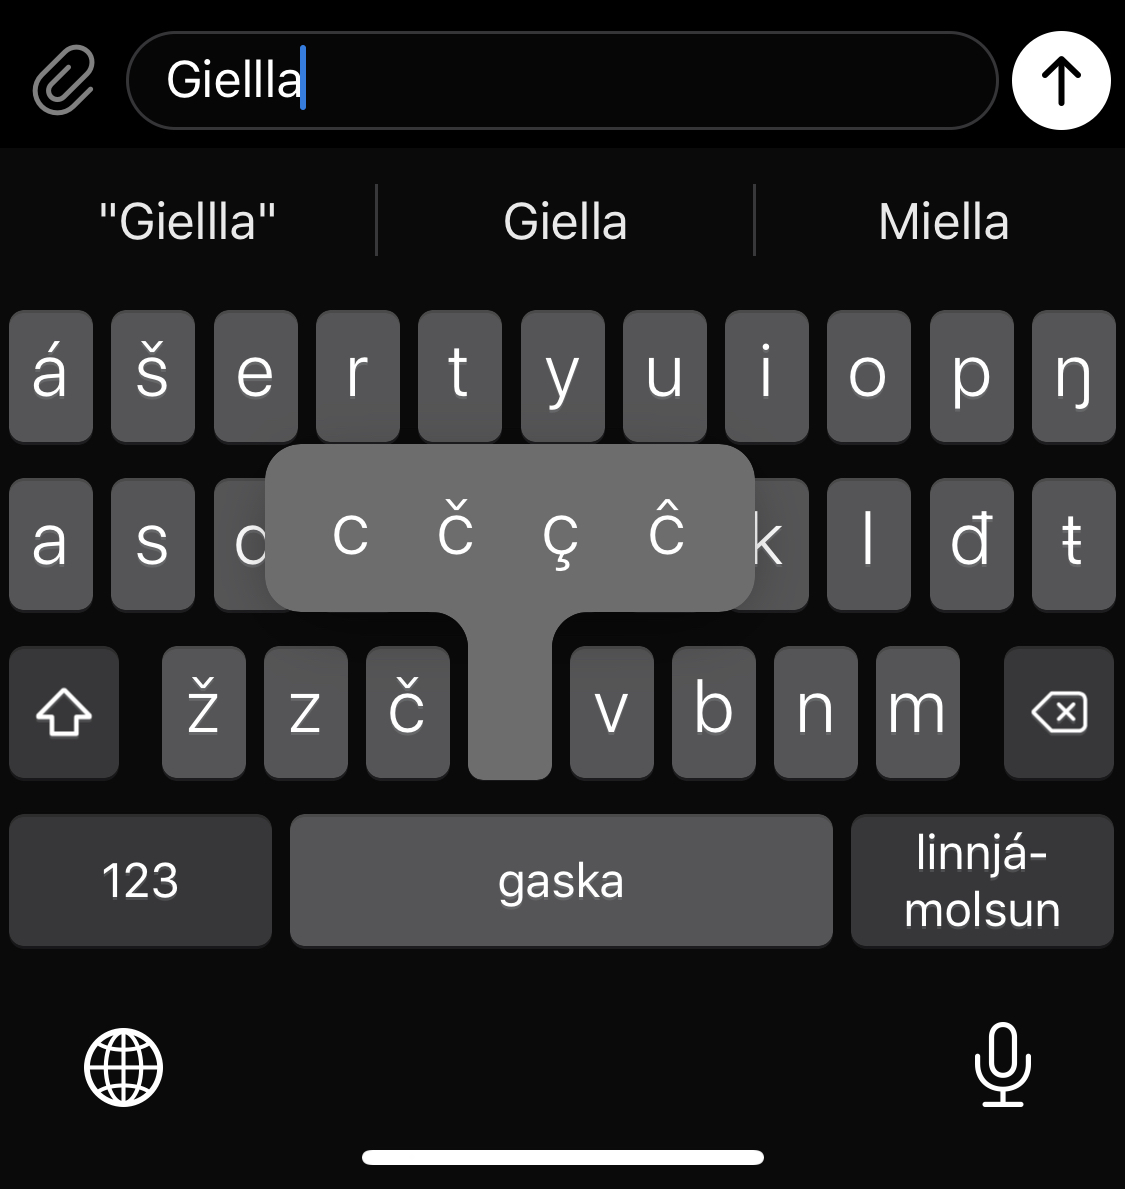 Giellla
"Giellla" Giella Miella
á š e r t y u i o p ŋ
c č ç ĉ
a s k l đ ŧ
ž z č v b n m
123 gaska linnjá-
molsun